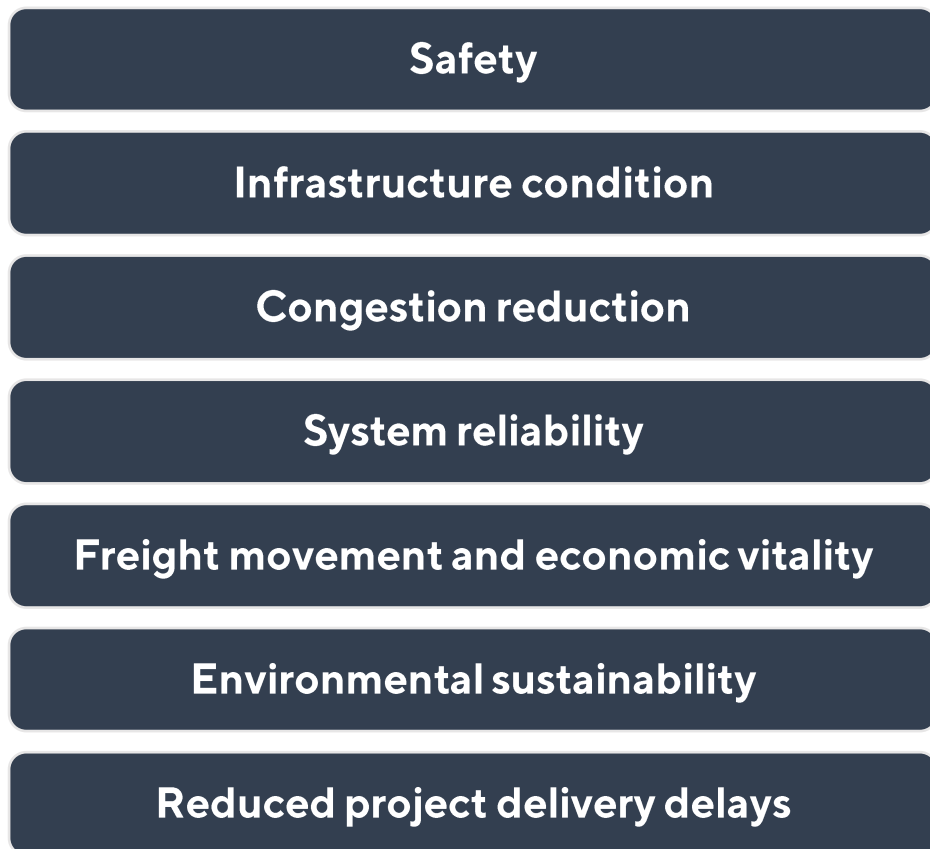 Safety
Infrastructure condition
Congestion reduction
System reliability
Freight movement and economic vitality
Environmental sustainability
Reduced project delivery delays